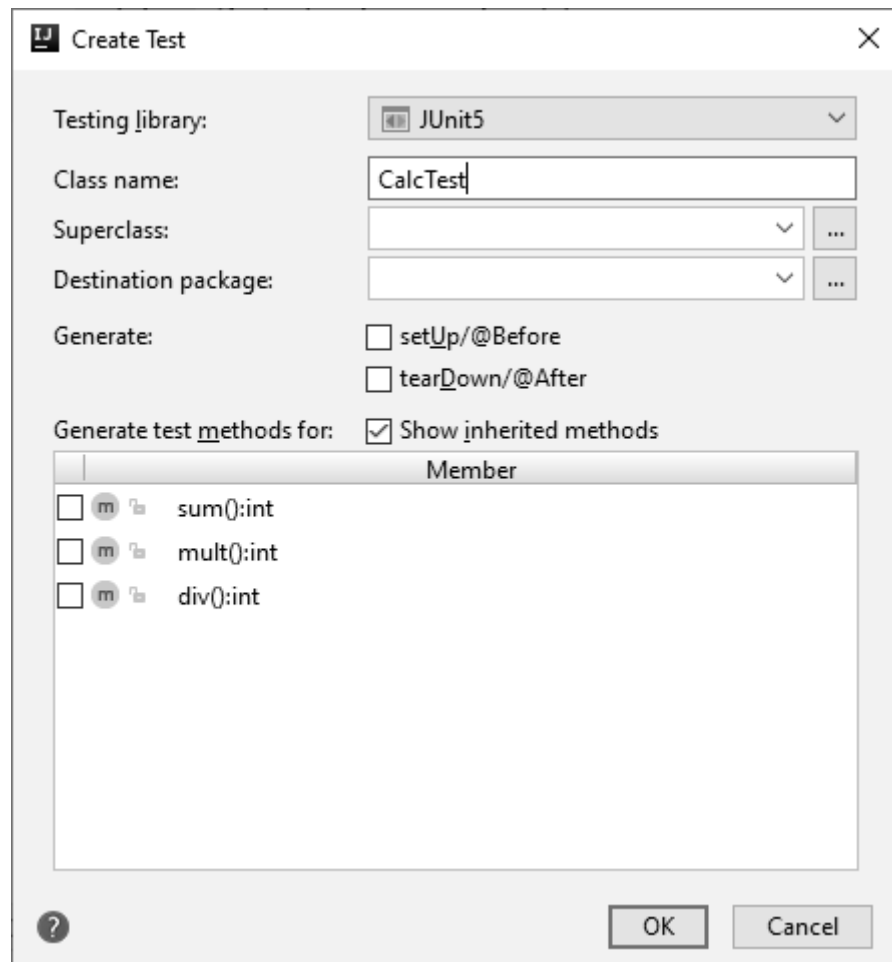 IJ Create Test
Testing library: JUnit5
Class name: CalcTest
Superclass: ...
Destination package: ...
Generate: setUp/@Before
tearDown/@After
Generate test methods for: Show inherited methods
Member
m sum():int
m mult():int
m div():int
? OK Cancel